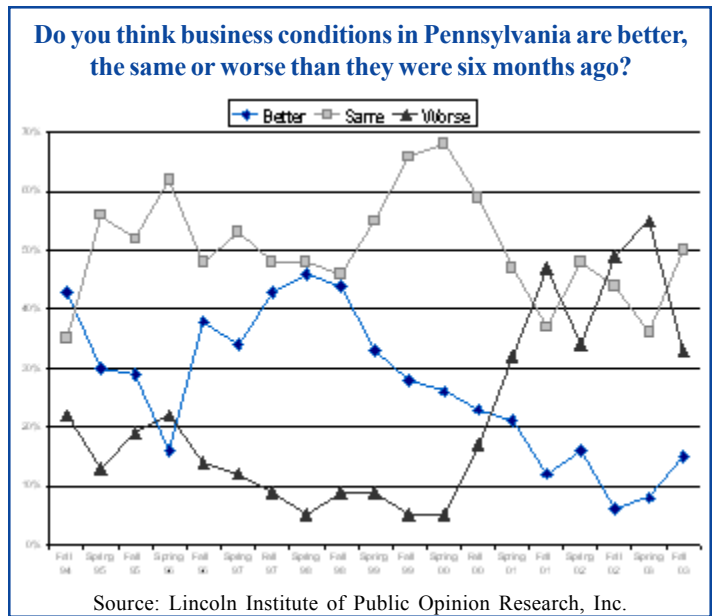 Do you think business conditions in Pennsylvania are better,
the same or worse than they were six months ago?
Better Same Worse
70%
60%
50%
40%
30%
20%
10%
0%
Fall Spring Fall Spring Fall Spring Fall Spring Fall Spring Fall Spring Fall Spring Fall Spring Fall Spring Fall
94 95 95 96 96 97 97 98 98 99 99 00 00 01 01 02 02 03 03
Source: Lincoln Institute of Public Opinion Research, Inc.